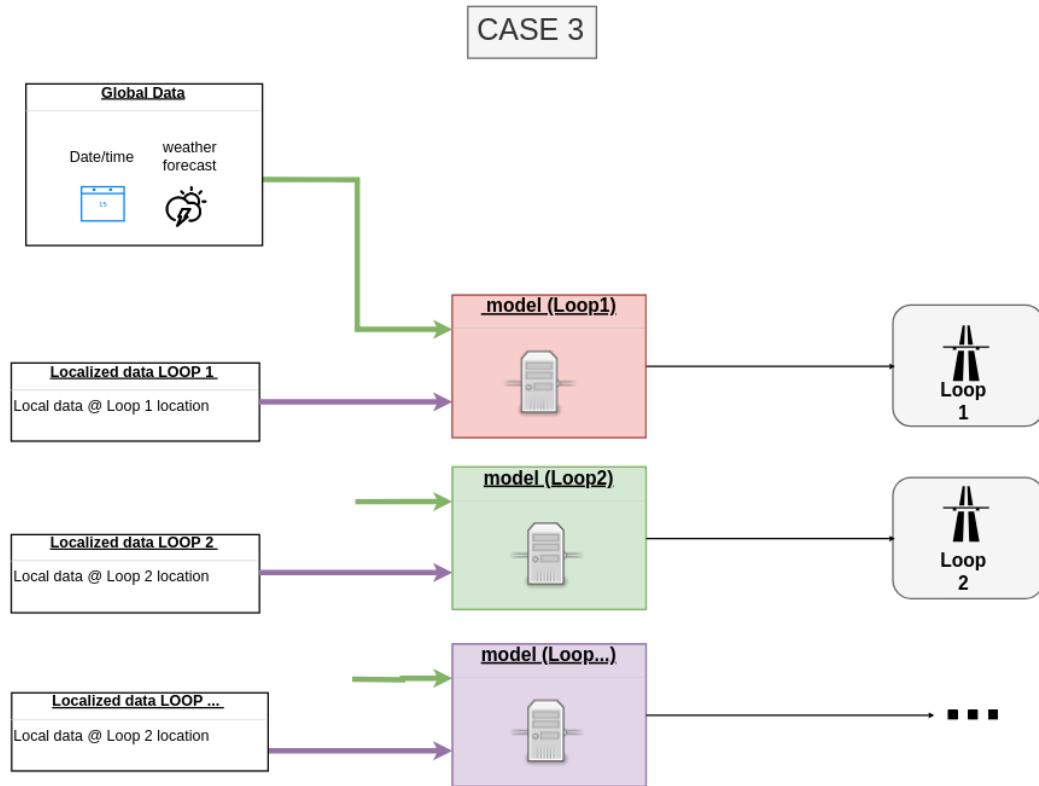 CASE 3
Global Data
Date/time
weather
forecast
15
model (Loop1)
Loop
1
Localized data LOOP 1
Local data @ Loop 1 location
model (Loop2)
Loop
2
Localized data LOOP 2
Local data @ Loop 2 location
model (Loop...)
Localized data LOOP ...
Local data @ Loop 2 location